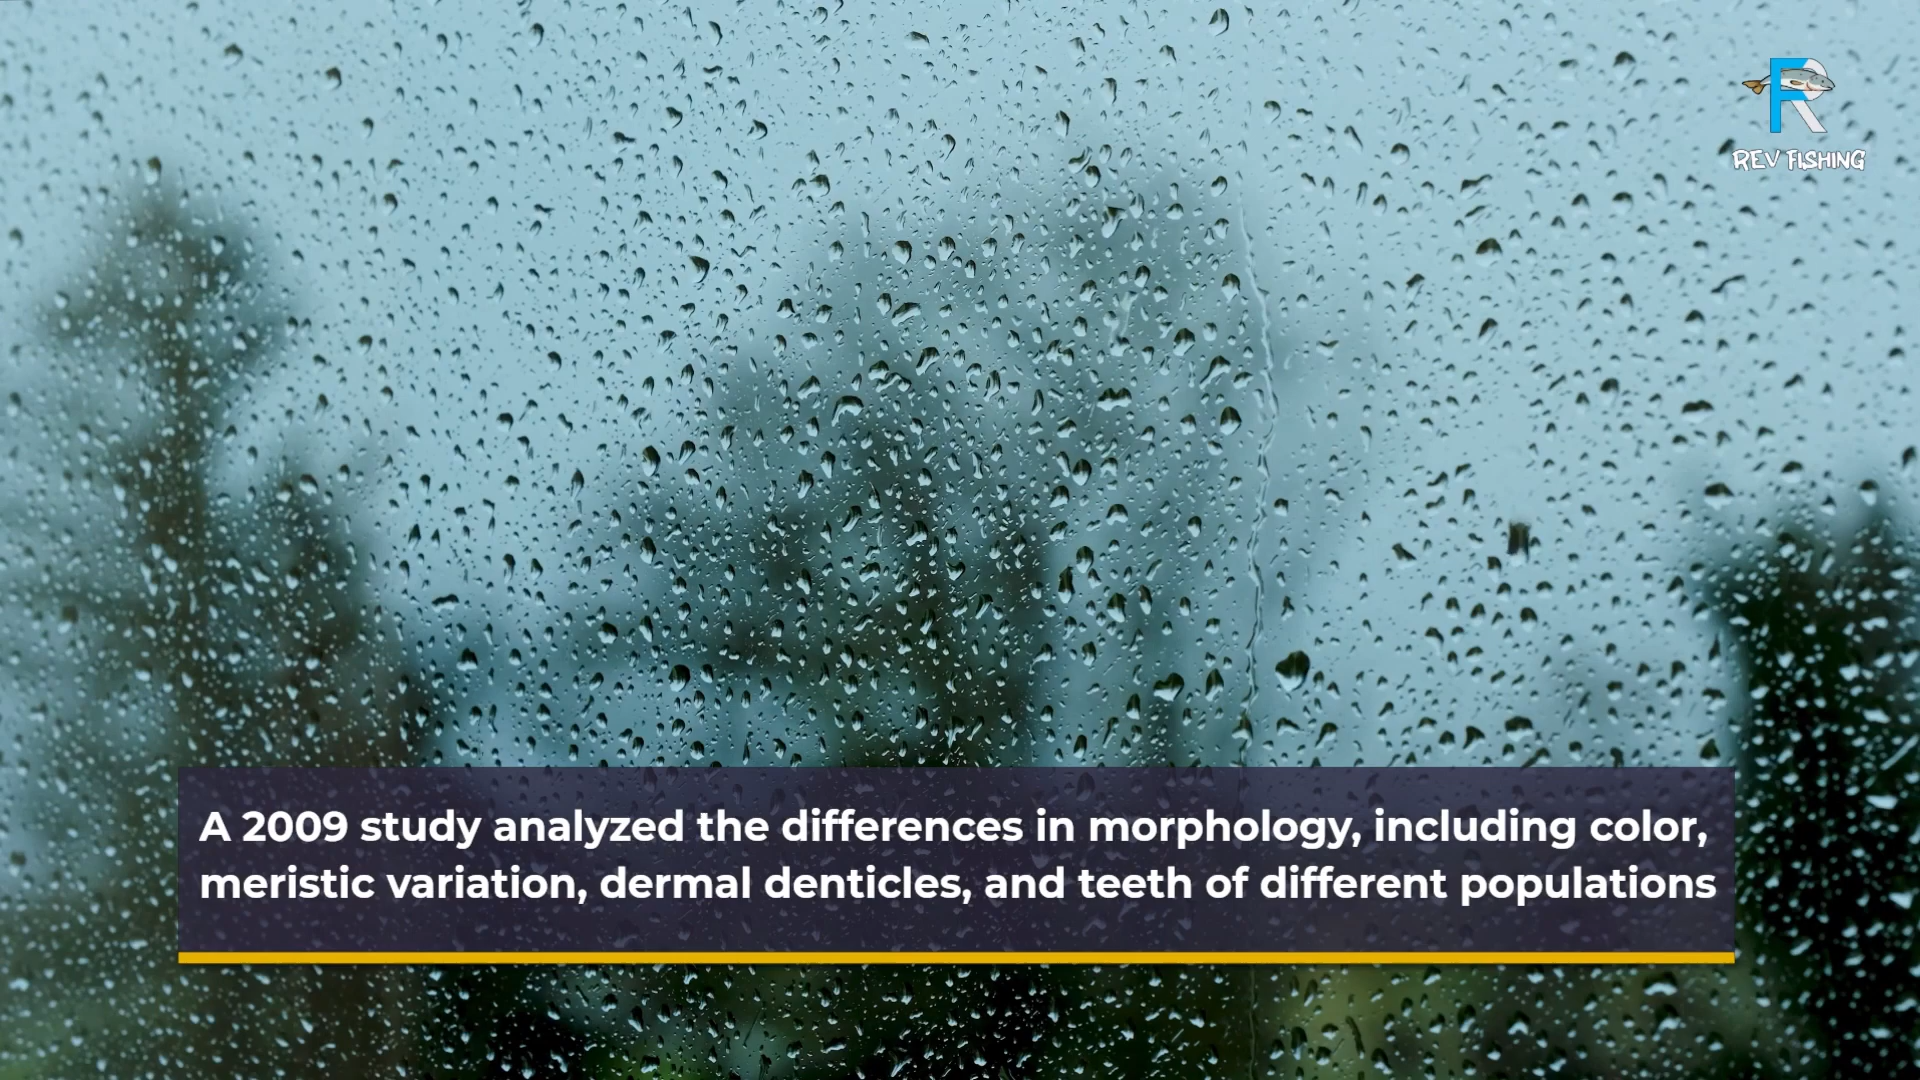 REV FISHING
A 2009 study analyzed the differences in morphology, including color,
meristic variation, dermal denticles, and teeth of different populations